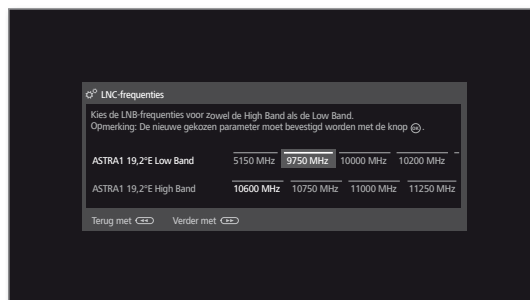 LNC-frequenties
Kies de LNB-frequenties voor zowel de High Band als de Low Band.
Opmerking: De nieuwe gekozen parameter moet bevestigd worden met de knop OK.
ASTRA1 19,2°E Low Band 5150 MHz 9750 MHz 10000 MHz 10200 MHz
ASTRA1 19,2°E High Band 10600 MHz 10750 MHz 11000 MHz 11250 MHz
Terug met Verder met